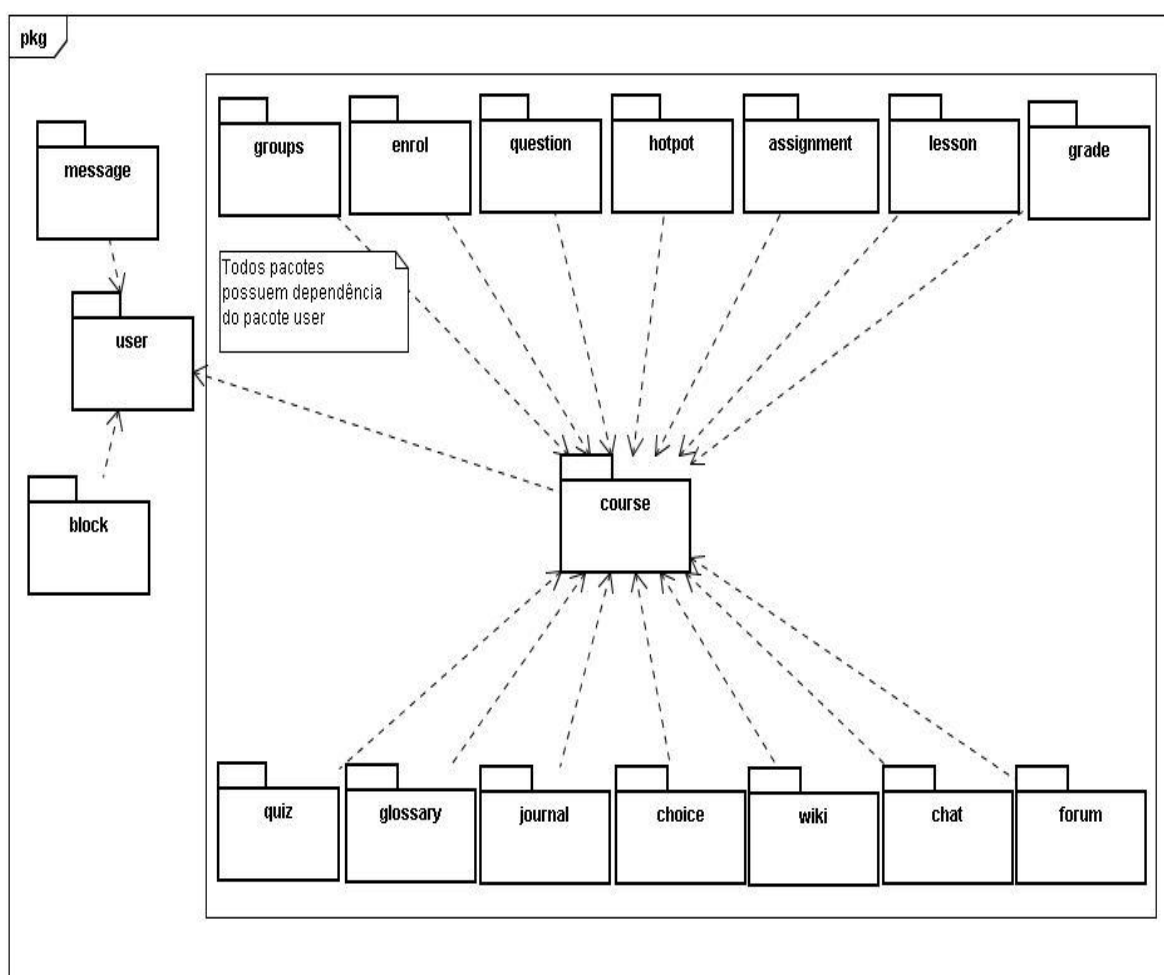 pkg
groups
enrol
question
hotpot
assignment
lesson
grade
message
Todos pacotes
possuem dependência
do pacote user
user
course
block
quiz
glossary
journal
choice
wiki
chat
forum